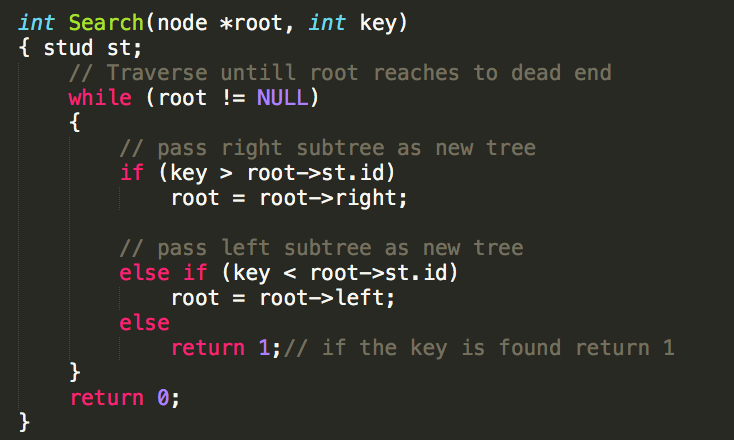 int Search(node *root, int key)
{ stud st;
    // Traverse untill root reaches to dead end
    while (root != NULL)
    {
        // pass right subtree as new tree
        if (key > root->st.id)
            root = root->right;

        // pass left subtree as new tree
        else if (key < root->st.id)
            root = root->left;
        else
            return 1;// if the key is found return 1
    }
    return 0;
}